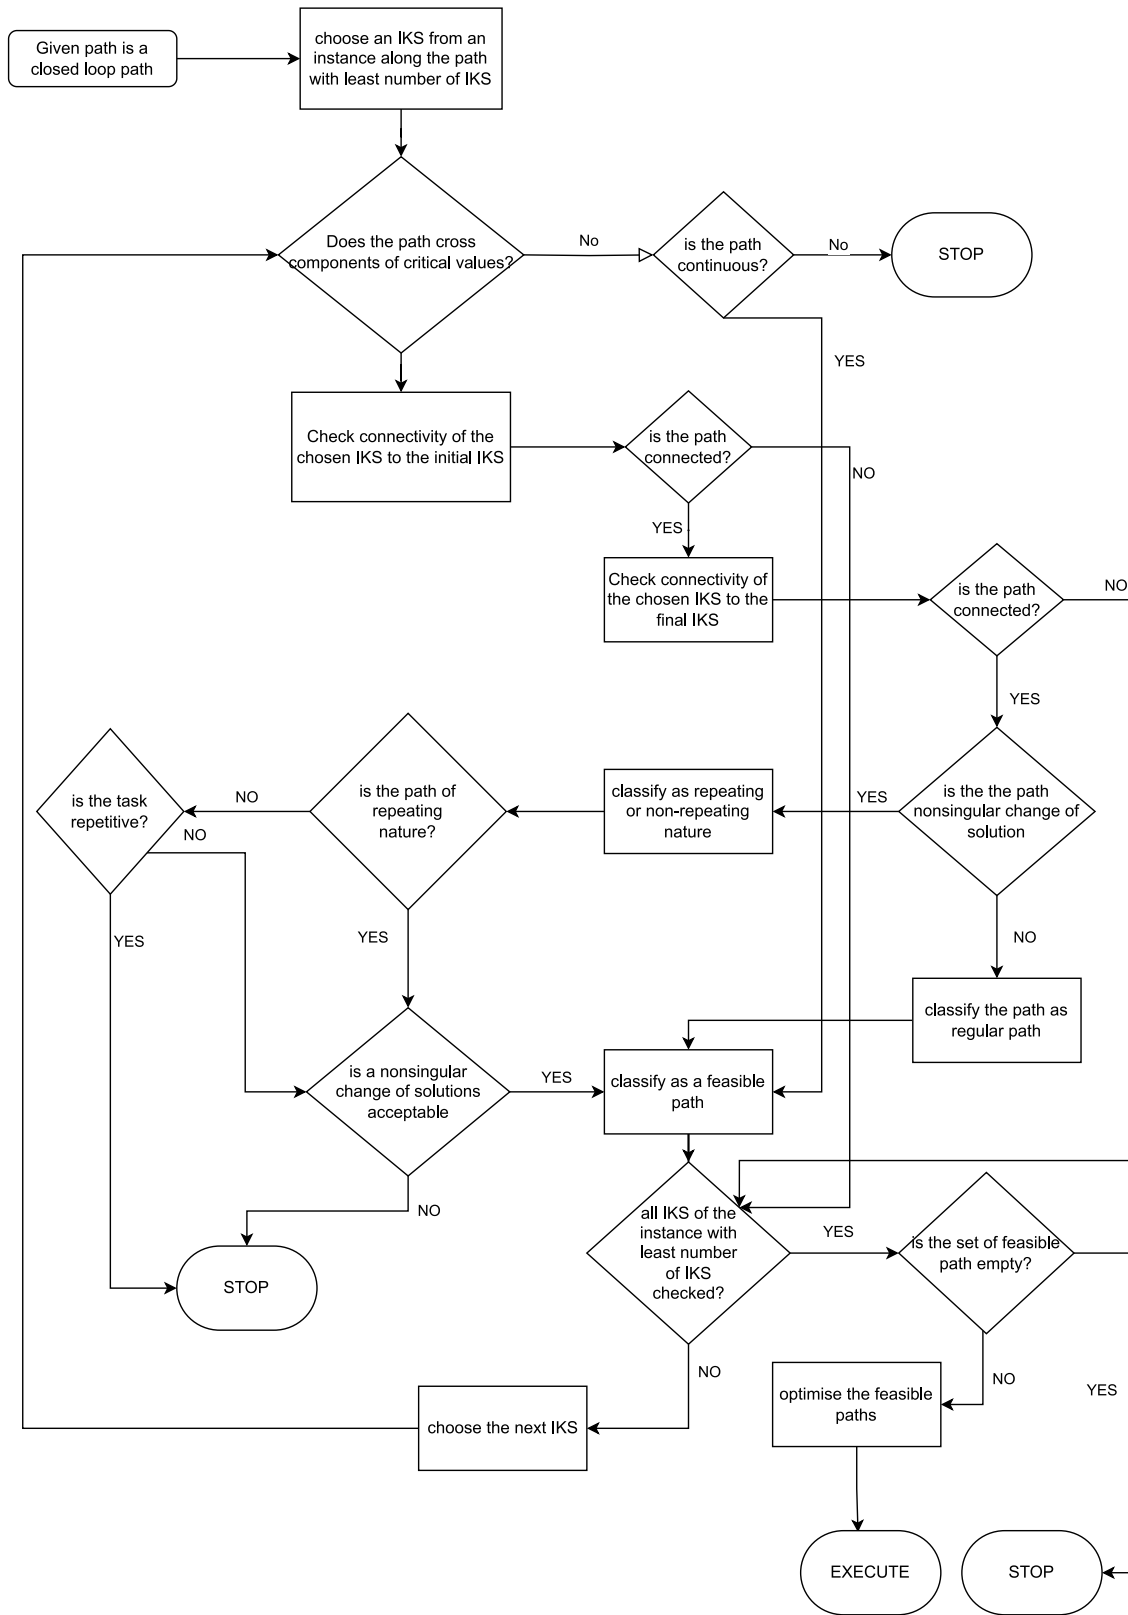 Given path is a
closed loop path
choose an IKS from an
instance along the path
with least number of IKS
Does the path cross
components of critical values?
No
is the path
continuous?
No
STOP
YES
Check connectivity of the
chosen IKS to the initial IKS
is the path
connected?
NO
YES
Check connectivity of
the chosen IKS to the
final IKS
is the path
connected?
NO
YES
is the the path
nonsingular change of
solution
YES
classify as repeating
or non-repeating
nature
is the path of
repeating
nature?
NO
is the task
repetitive?
NO
YES
YES
NO
classify the path as
regular path
is a nonsingular
change of solutions
acceptable
YES
classify as a feasible
path
NO
STOP
all IKS of the
instance with
least number
of IKS
checked?
YES
is the set of feasible
path empty?
NO
NO
YES
choose the next IKS
optimise the feasible
paths
EXECUTE
STOP